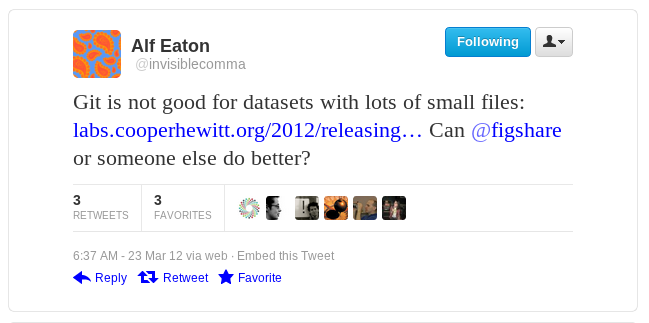 Alf Eaton
@invisiblecomma
Following
Git is not good for datasets with lots of small files:
labs.cooperhewitt.org/2012/releasing… Can @figshare
or someone else do better?
3
RETWEETS
3
FAVORITES
6:37 AM - 23 Mar 12 via web · Embed this Tweet
Reply Retweet Favorite